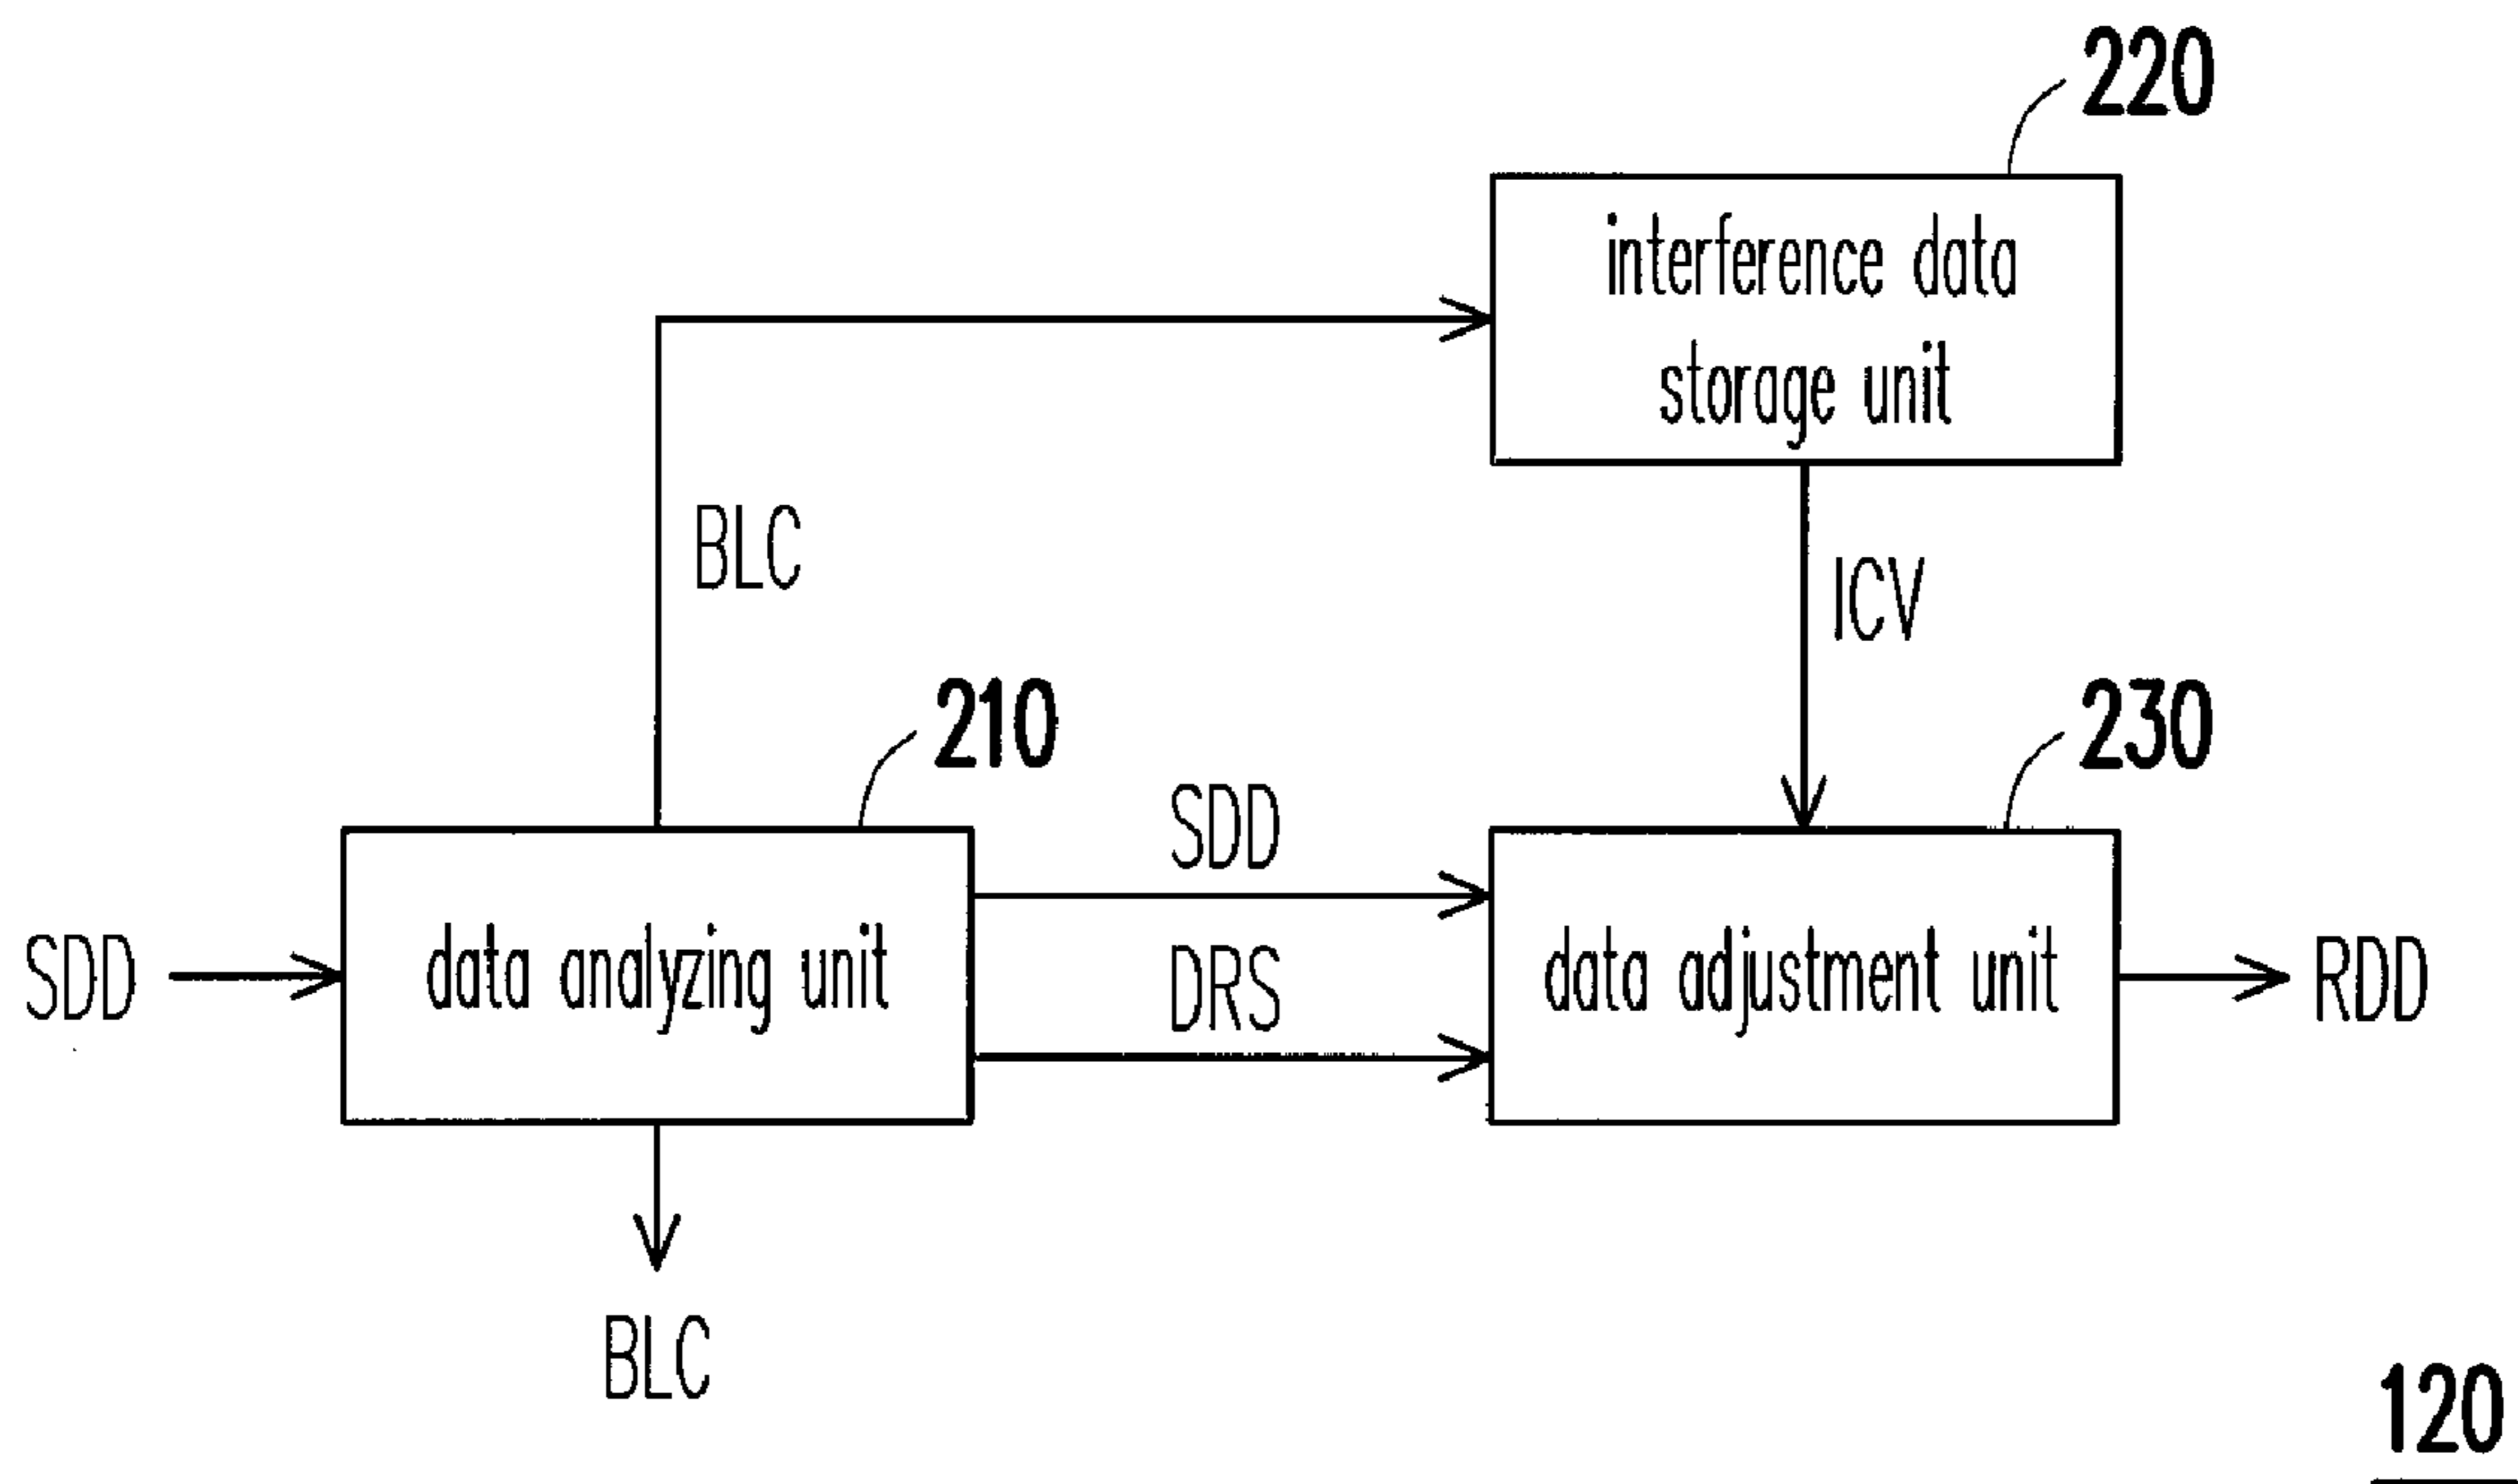 220
interference data
storage unit
BLC
ICV
210
230
SDD
SDD
data analyzing unit
DRS
data adjustment unit
RDD
BLC
120